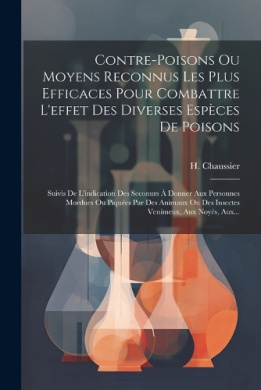 Contre-Poisons Ou
Moyens Reconnus Les Plus
Efficaces Pour Combattre
L'effet Des Diverses Espèces
De Poisons
H. Chaussier
Suivis De L'indication Des Secours À Donner Aux Personnes
Mordues Ou Piquées Par Des Animaux Ou Des Insectes
Venimeux, Aux Noyés, Aux...